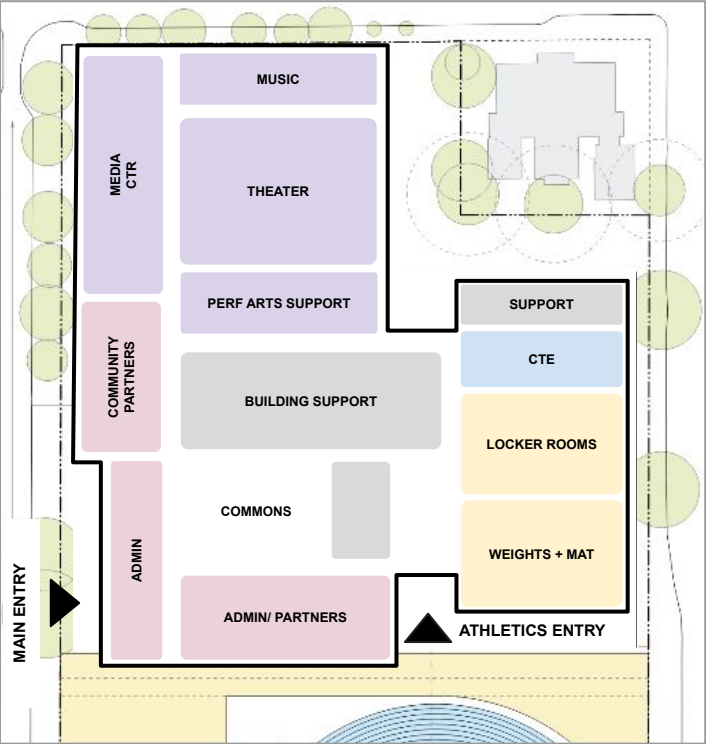 MUSIC
MEDIA
CTR
THEATER
PERF ARTS SUPPORT
SUPPORT
COMMUNITY
PARTNERS
CTE
BUILDING SUPPORT
LOCKER ROOMS
COMMONS
ADMIN
WEIGHTS + MAT
MAIN ENTRY
ADMIN/ PARTNERS
ATHLETICS ENTRY